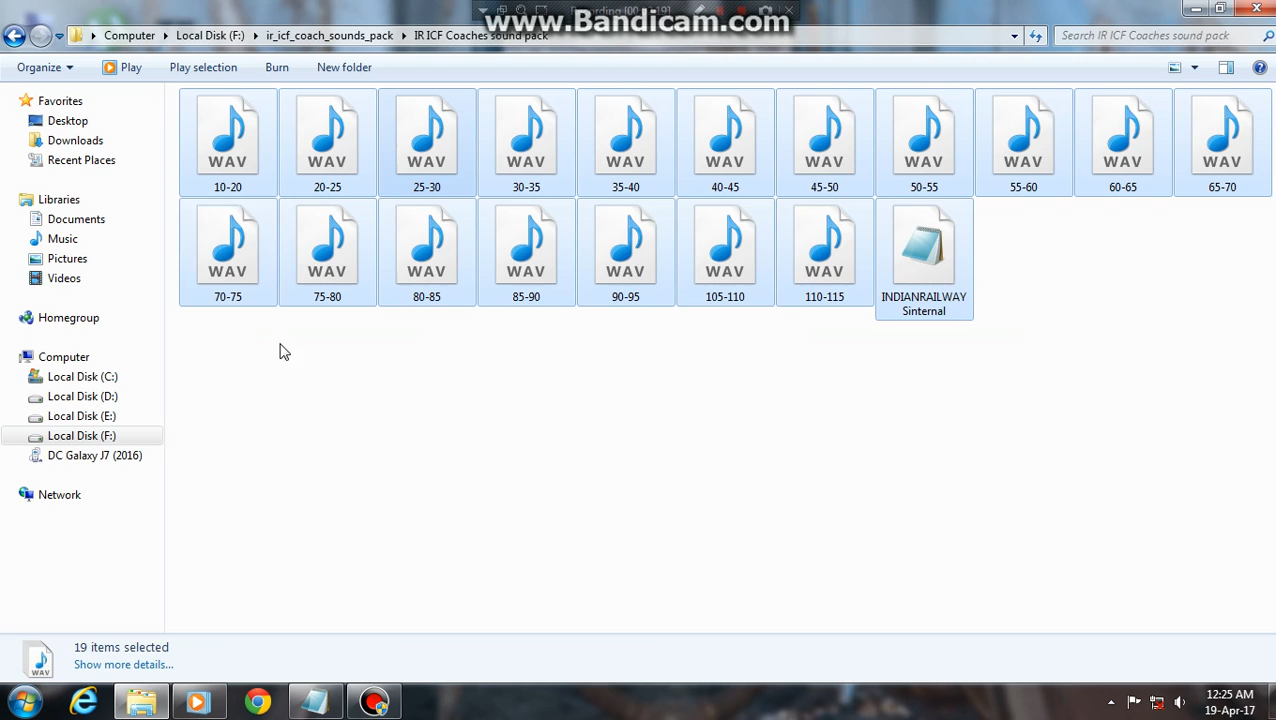 www.Bandicam.com
Computer Local Disk (F:) ir_icf_coach_sounds_pack IR ICF Coaches sound pack
Search IR ICF Coaches sound pack
Organize Play Play selection Burn New folder
Favorites
Desktop
Downloads
Recent Places
Libraries
Documents
Music
Pictures
Videos
Homegroup
Computer
Local Disk (C:)
Local Disk (D:)
Local Disk (E:)
Local Disk (F:)
DC Galaxy J7 (2016)
Network
WAV WAV WAV WAV WAV WAV WAV WAV WAV WAV WAV
10-20 20-25 25-30 30-35 35-40 40-45 45-50 50-55 55-60 60-65 65-70
WAV WAV WAV WAV WAV WAV WAV
70-75 75-80 80-85 85-90 90-95 105-110 110-115 INDIANRAILWAY
Sinternal
WAV
19 items selected
Show more details...
12:25 AM
19-Apr-17